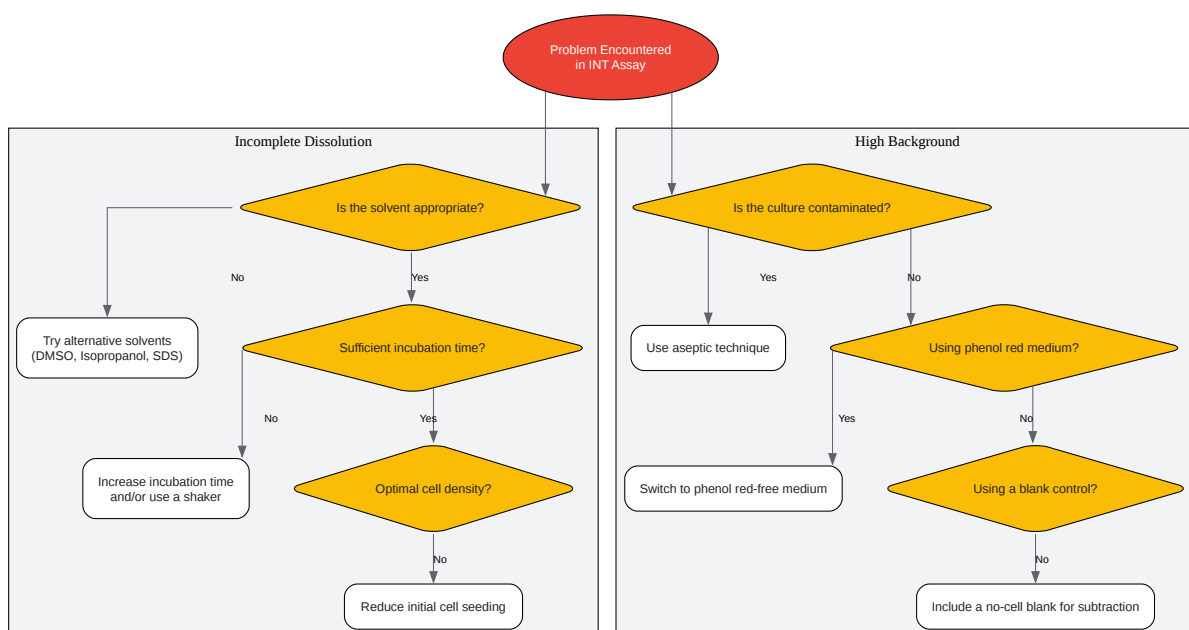 Problem Encountered
in INT Assay
Incomplete Dissolution
Is the solvent appropriate?
No
Yes
Try alternative solvents
(DMSO, Isopropanol, SDS)
Sufficient incubation time?
No
Yes
Increase incubation time
and/or use a shaker
Optimal cell density?
No
Reduce initial cell seeding
High Background
Is the culture contaminated?
Yes
No
Use aseptic technique
Using phenol red medium?
Yes
No
Switch to phenol red-free medium
Using a blank control?
No
Include a no-cell blank for subtraction